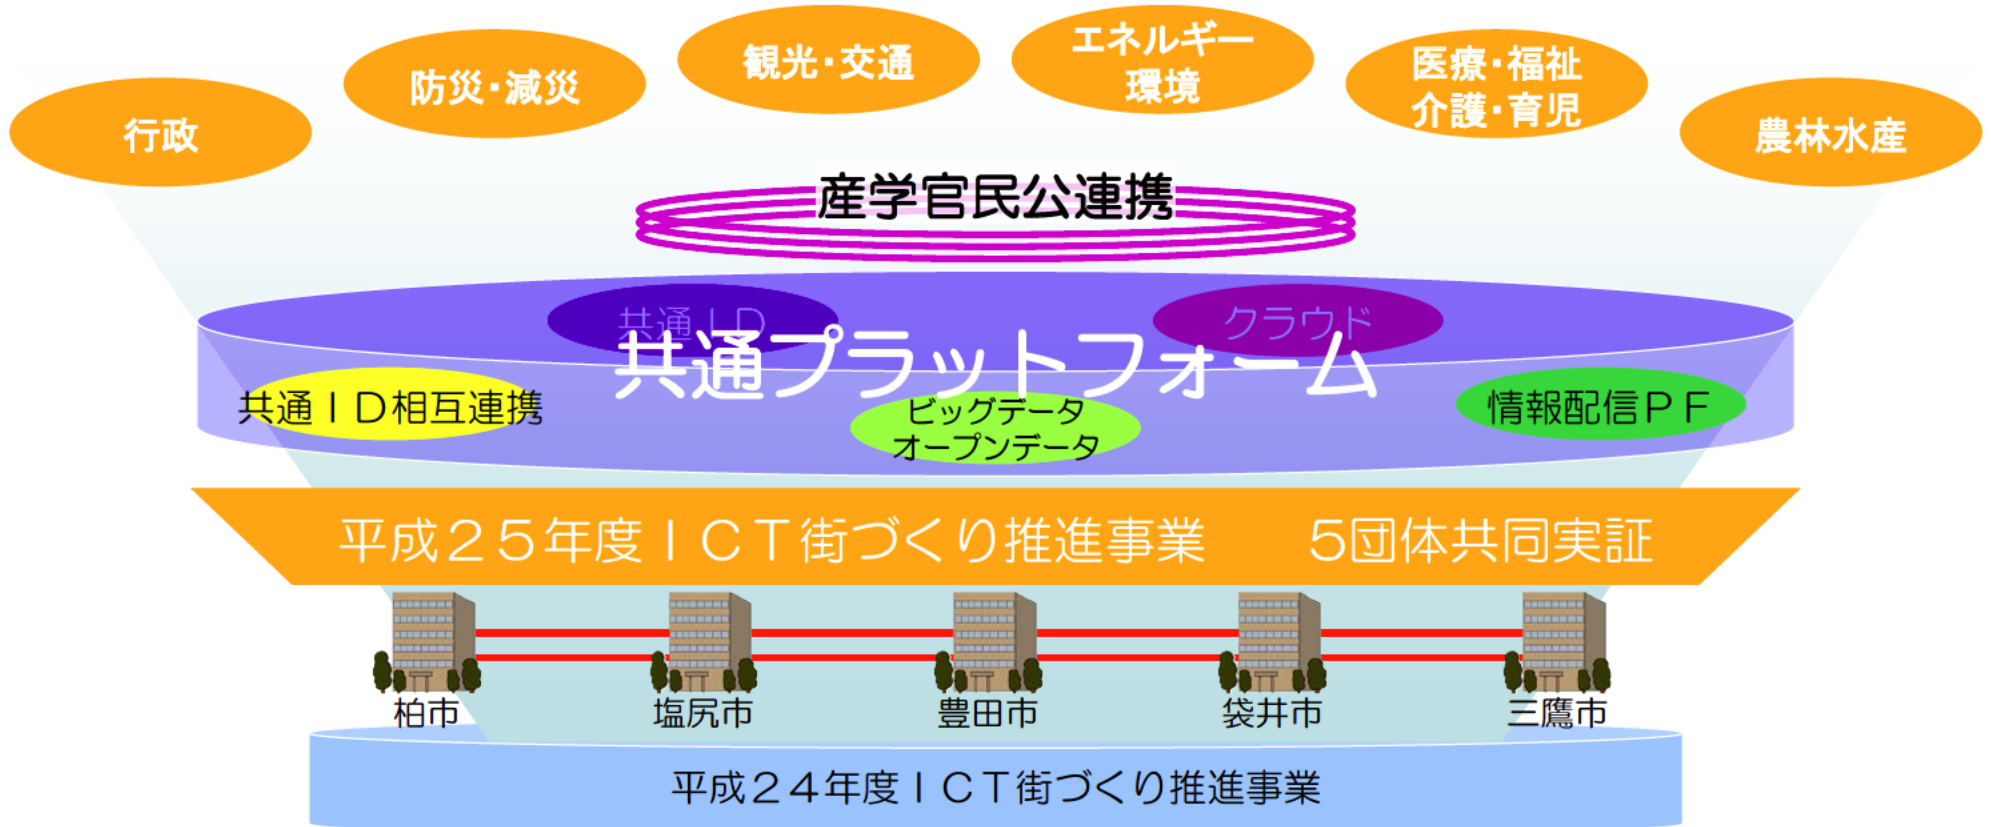 行政
防災・減災
観光・交通
エネルギー
環境
医療・福祉
介護・育児
農林水産
産学官民公連携
共通ＩＤ
クラウド
共通プラットフォーム
共通ＩＤ相互連携
ビッグデータ
オープンデータ
情報配信ＰＦ
平成２５年度ＩＣＴ街づくり推進事業　５団体共同実証
柏市
塩尻市
豊田市
袋井市
三鷹市
平成２４年度ＩＣＴ街づくり推進事業